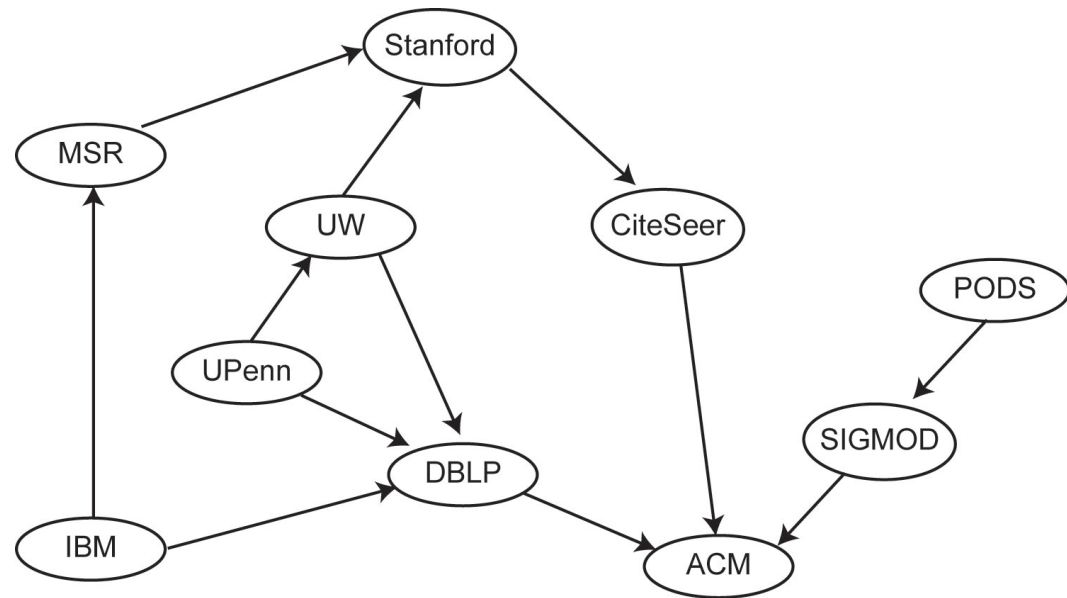 Stanford
MSR
UW
CiteSeer
PODS
UPenn
SIGMOD
DBLP
IBM
ACM